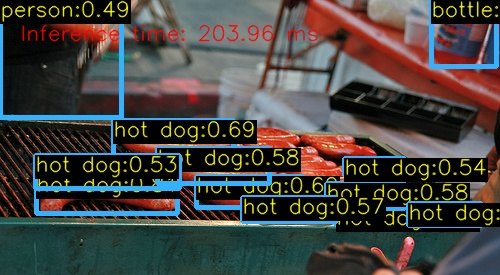 person:0.49
bottle:
Inference time: 203.96 ms
hot dog:0.69
hot dog:0.58
hot dog:0.53
hot dog:0.54
hot dog:0.58
hot dog:0.57
hot dog: